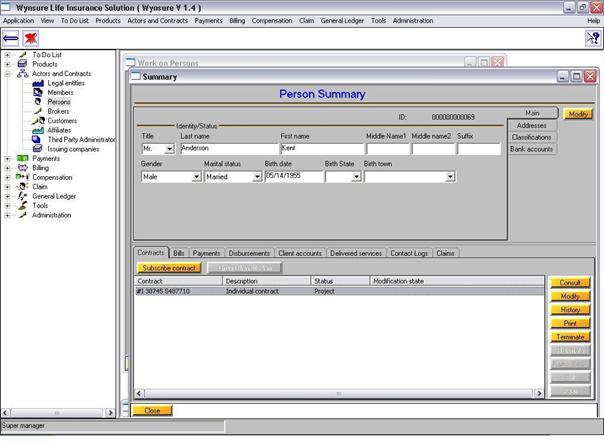 Wynsure Life Insurance Solution ( Wynsure V 1.4 )
Application View To Do List Products Actors and Contracts Payments Billing Compensation Claim General Ledger Tools Administration Help
To Do List
Products
Actors and Contracts
Legal entities
Members
Persons
Brokers
Customers
Affiliates
Third Party Administrator
Issuing companies
Payments
Billing
Compensation
Claim
General Ledger
Tools
Administration
Work on Persons
Summary
Person Summary
ID: 000000000069
Main
Modify
Identity/Status
Addresses
Title Last name First name Middle Name1 Middle name2 Suffix
Classifications
Mr. Anderson Kent
Bank accounts
Gender Marital status Birth date Birth State Birth town
Male Married 05/14/1955
Contracts Bills Payments Disbursements Client accounts Delivered services Contact Logs Claims
Subscribe contract
Contract Description Status Modification state
#I 38745 5487710 Individual contract Project
Consult
Modify
History
Print
Terminate
Close
Super manager